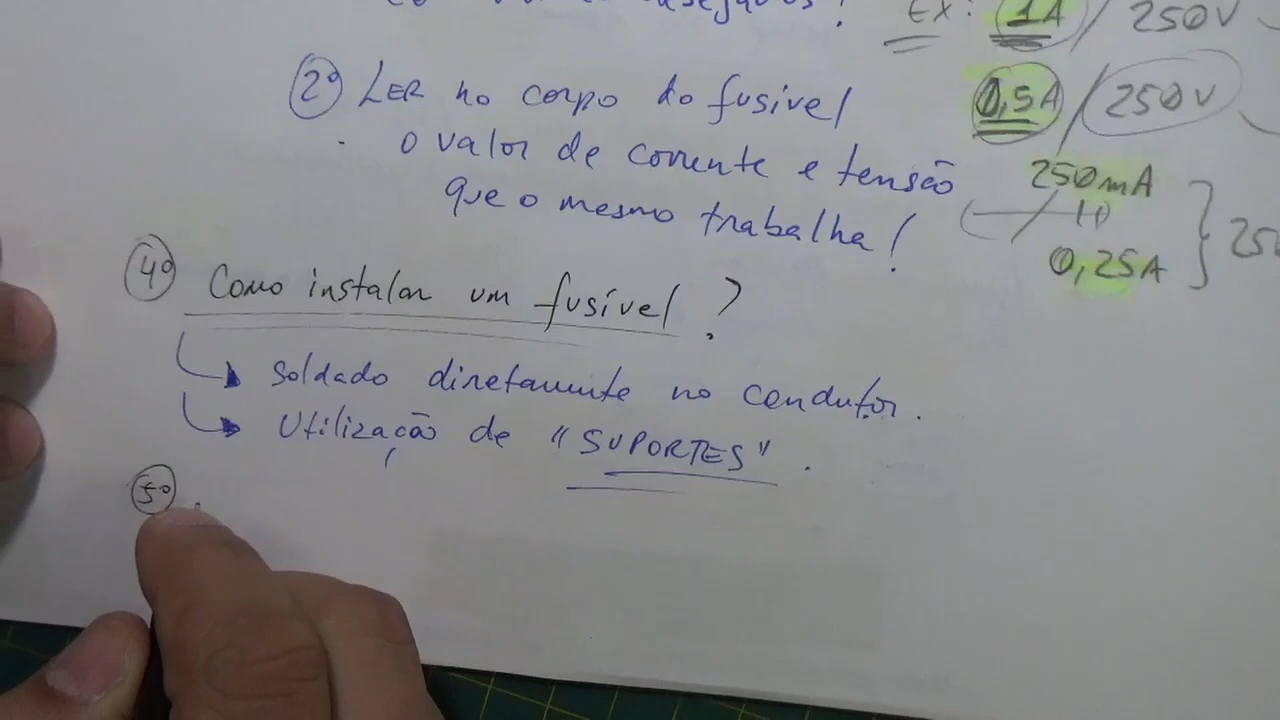 desejados!
Ex: 1A / 250V
2º Ler no corpo do fusível
0,5A / 250V
o valor de corrente e tensão
250mA
que o mesmo trabalha!
0,25A
4º Como instalar um fusível?
soldado diretamente no condutor.
Utilização de "SUPORTES".
5º